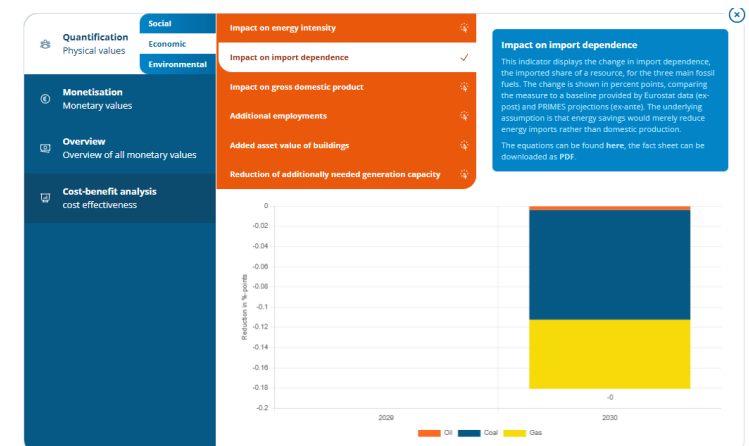 Quantification
Physical values
Social
Economic
Environmental
Monetisation
Monetary values
Overview
Overview of all monetary values
Cost-benefit analysis
cost effectiveness
Impact on energy intensity
Impact on import dependence
Impact on gross domestic product
Additional employments
Added asset value of buildings
Reduction of additionally needed generation capacity
Impact on import dependence
This indicator displays the change in import dependence,
the imported share of a resource, for the three main fossil
fuels. The change is shown in percent points, comparing
the measure to a baseline provided by Eurostat data (ex-
post) and PRIMES projections (ex-ante). The underlying
assumption is that energy savings would merely reduce
energy imports rather than domestic production.
The equations can be found here, the fact sheet can be
downloaded as PDF.
Reduction in %-points
0
-0.02
-0.04
-0.06
-0.08
-0.1
-0.12
-0.14
-0.16
-0.18
-0.2
-0
2029
2030
Oil
Coal
Gas